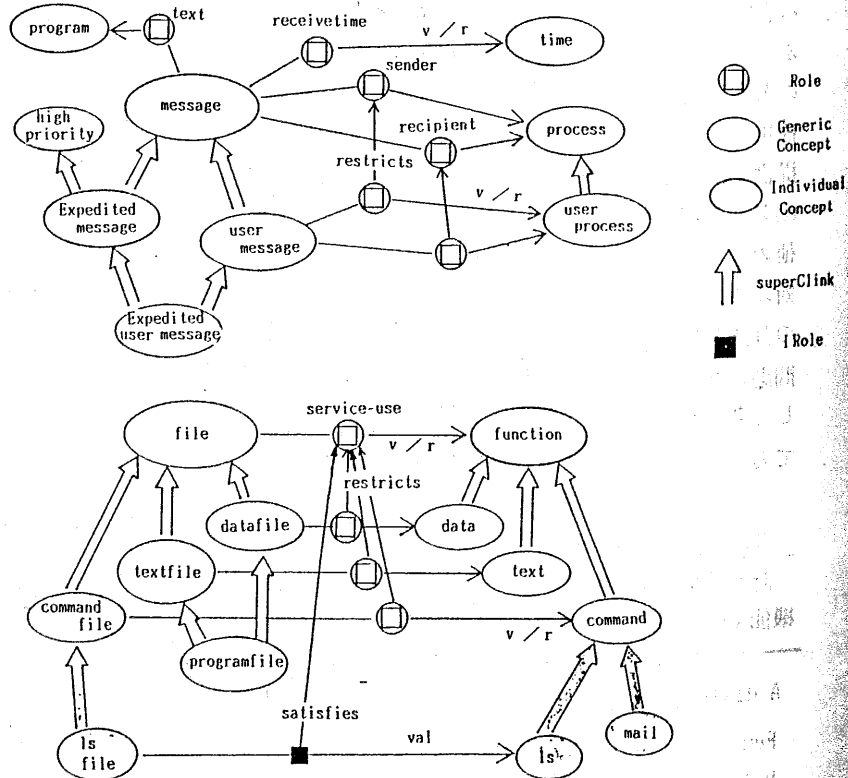 text
program
receivetime
v / r
time
sender
message
high
priority
recipient
process
restricts
Expedited
message
v / r
user
message
user
process
Expedited
user message
Role
Generic
Concept
Individual
Concept
superClink
IRole
service-use
file
v / r
function
restricts
datafile
data
textfile
text
command
file
v / r
command
programfile
satisfies
val
ls
file
ls
mail